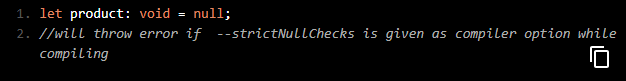 1. let product: void = null;
2. //will throw error if  --strictNullChecks is given as compiler option while
compiling